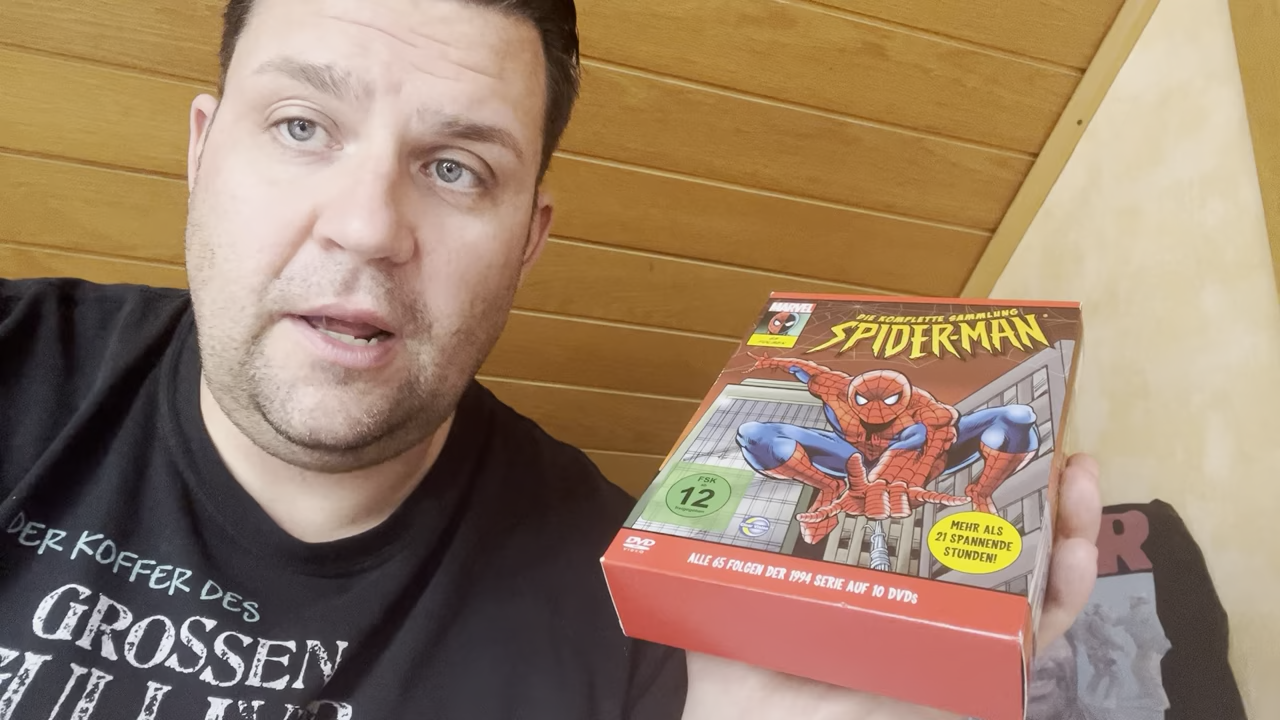 MARVEL
DIE KOMPLETTE SAMMLUNG
SPIDER-MAN
FSK
12
MEHR ALS
21 SPANNENDE
STUNDEN!
DVD
VIDEO
ALLE 65 FOLGEN DER 1994 SERIE AUF 10 DVDs
DER KOFFER DES
GROSSEN
R